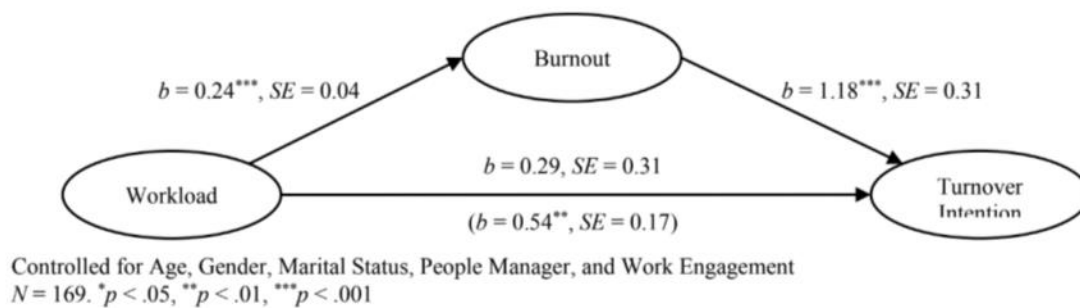 Burnout
b = 0.24***, SE = 0.04
b = 1.18***, SE = 0.31
b = 0.29, SE = 0.31
Workload
Turnover
Intention
(b = 0.54**, SE = 0.17)
Controlled for Age, Gender, Marital Status, People Manager, and Work Engagement
N = 169. *p < .05, **p < .01, ***p < .001